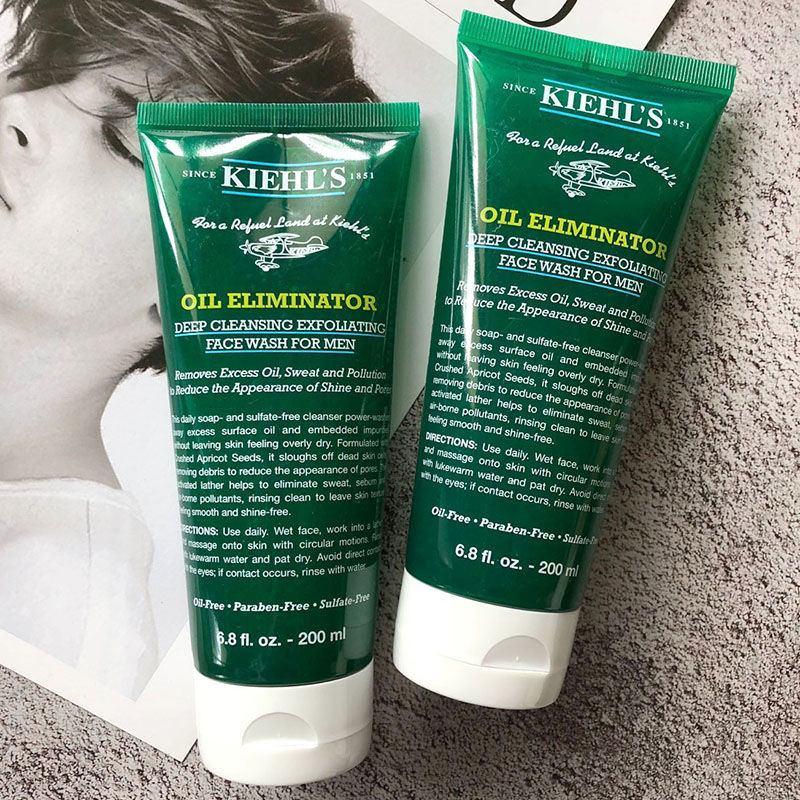 SINCE KIEHL'S 1851
For a Refuel Land at Kiehl's
OIL ELIMINATOR
DEEP CLEANSING EXFOLIATING
FACE WASH FOR MEN
Removes Excess Oil, Sweat and Pollution
to Reduce the Appearance of Shine and Pores
This daily soap- and sulfate-free cleanser power-washes
away excess surface oil and embedded impurities
without leaving skin feeling overly dry. Formulated with
Crushed Apricot Seeds, it sloughs off dead skin cells,
removing debris to reduce the appearance of pores. This
activated lather helps to eliminate sweat, sebum and
air-borne pollutants, rinsing clean to leave skin texture
feeling smooth and shine-free.
DIRECTIONS: Use daily. Wet face, work into a lather
and massage onto skin with circular motions. Rinse
with lukewarm water and pat dry. Avoid direct contact
with the eyes; if contact occurs, rinse with water.
Oil-Free • Paraben-Free • Sulfate-Free
6.8 fl. oz. - 200 ml
SINCE KIEHL'S 1851
For a Refuel Land at Kiehl's
OIL ELIMINATOR
DEEP CLEANSING EXFOLIATING
FACE WASH FOR MEN
Removes Excess Oil, Sweat and Pollution
to Reduce the Appearance of Shine and
This daily soap- and sulfate-free cleanser power-
away excess surface oil and embedded
without leaving skin feeling overly dry.
Crushed Apricot Seeds, it sloughs off dead skin
removing debris to reduce the appearance of
activated lather helps to eliminate sweat,
air-borne pollutants, rinsing clean to leave skin
feeling smooth and shine-free.
DIRECTIONS: Use daily. Wet face, work into
and massage onto skin with circular motions.
with lukewarm water and pat dry. Avoid direct
with the eyes; if contact occurs, rinse with
Oil-Free • Paraben-Free • Sulfate-Free
6.8 fl. oz. - 200 ml